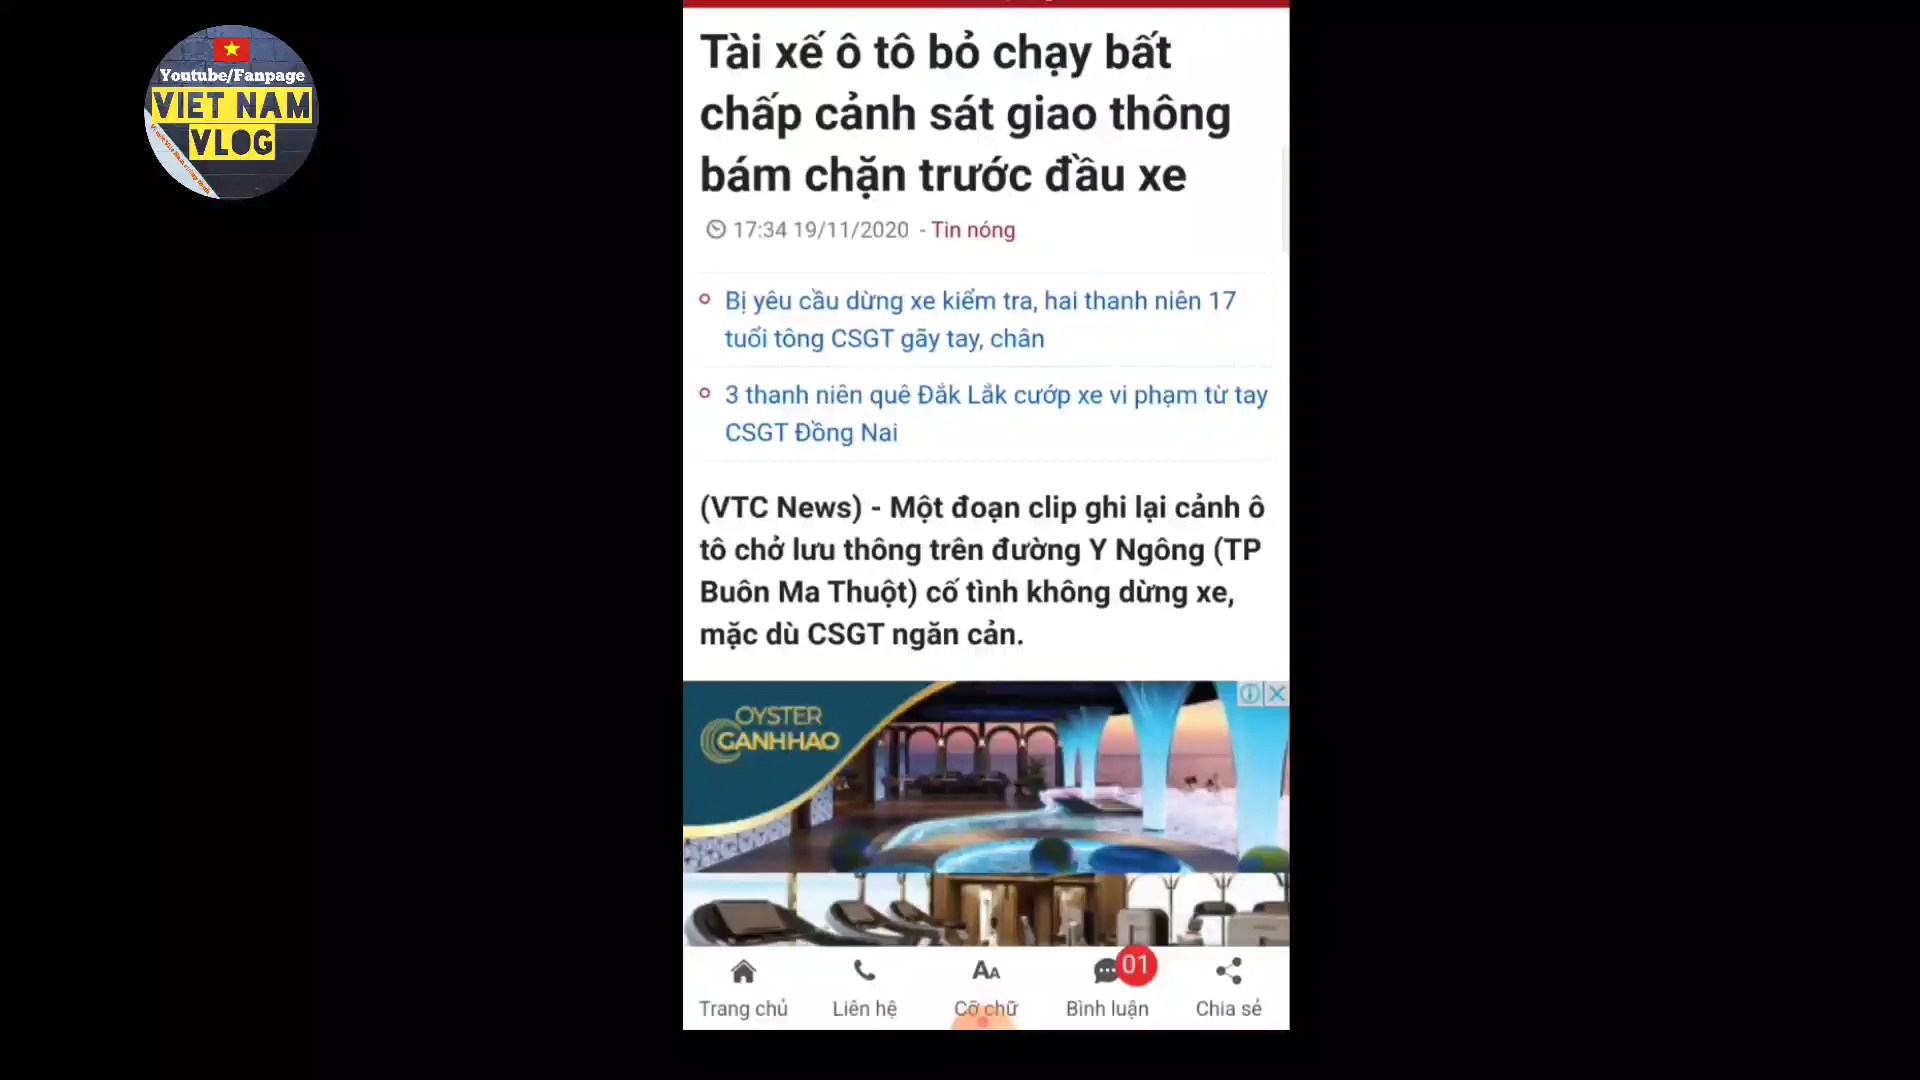 Youtube/Fanpage
VIET NAM
VLOG
Tài xế ô tô bỏ chạy bất
chấp cảnh sát giao thông
bám chặn trước đầu xe
17:34 19/11/2020 - Tin nóng
Bị yêu cầu dừng xe kiểm tra, hai thanh niên 17
tuổi tông CSGT gãy tay, chân
3 thanh niên quê Đắk Lắk cướp xe vi phạm từ tay
CSGT Đồng Nai
(VTC News) - Một đoạn clip ghi lại cảnh ô
tô chở lưu thông trên đường Y Ngông (TP
Buôn Ma Thuột) cố tình không dừng xe,
mặc dù CSGT ngăn cản.
OYSTER
GANHHAO
01
Trang chủ Liên hệ Cỡ chữ Bình luận Chia sẻ